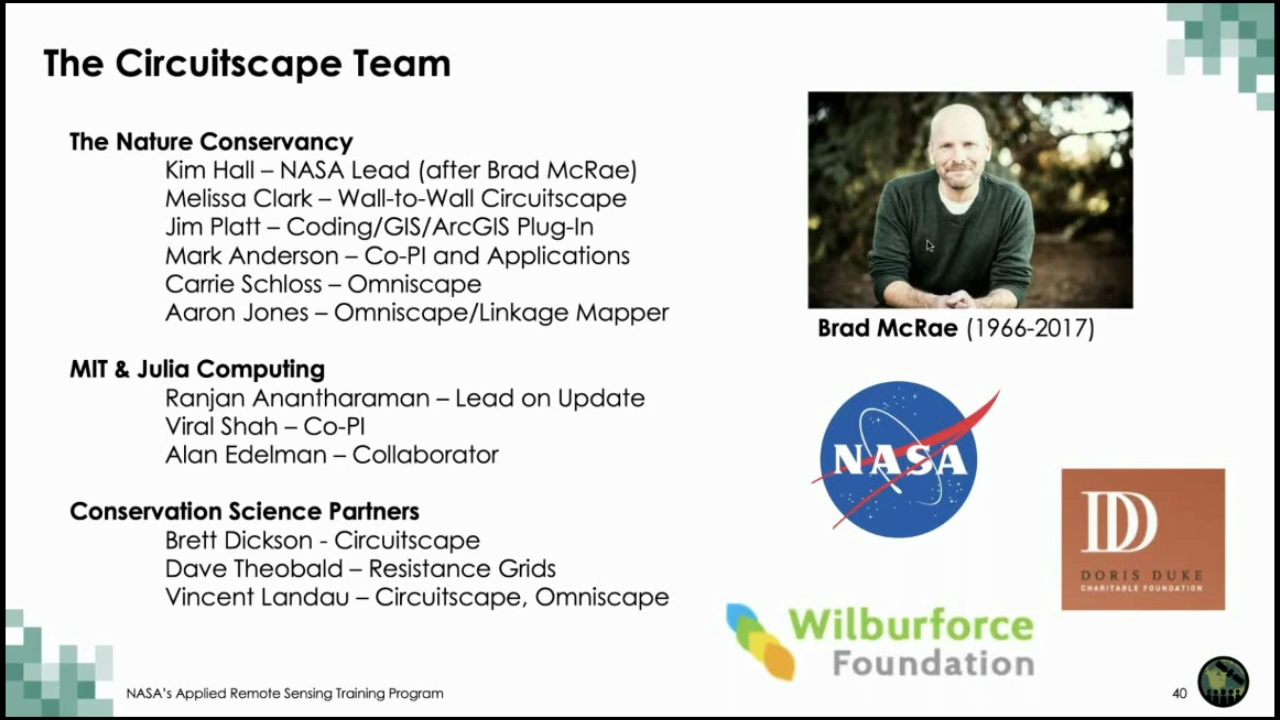 The Circuitscape Team
The Nature Conservancy
Kim Hall – NASA Lead (after Brad McRae)
Melissa Clark – Wall-to-Wall Circuitscape
Jim Platt – Coding/GIS/ArcGIS Plug-In
Mark Anderson – Co-PI and Applications
Carrie Schloss – Omniscape
Aaron Jones – Omniscape/Linkage Mapper
MIT & Julia Computing
Ranjan Anantharaman – Lead on Update
Viral Shah – Co-PI
Alan Edelman – Collaborator
Conservation Science Partners
Brett Dickson - Circuitscape
Dave Theobald – Resistance Grids
Vincent Landau – Circuitscape, Omniscape
Brad McRae (1966-2017)
NASA
DD
DORIS DUKE
CHARITABLE FOUNDATION
Wilburforce
Foundation
NASA's Applied Remote Sensing Training Program
40